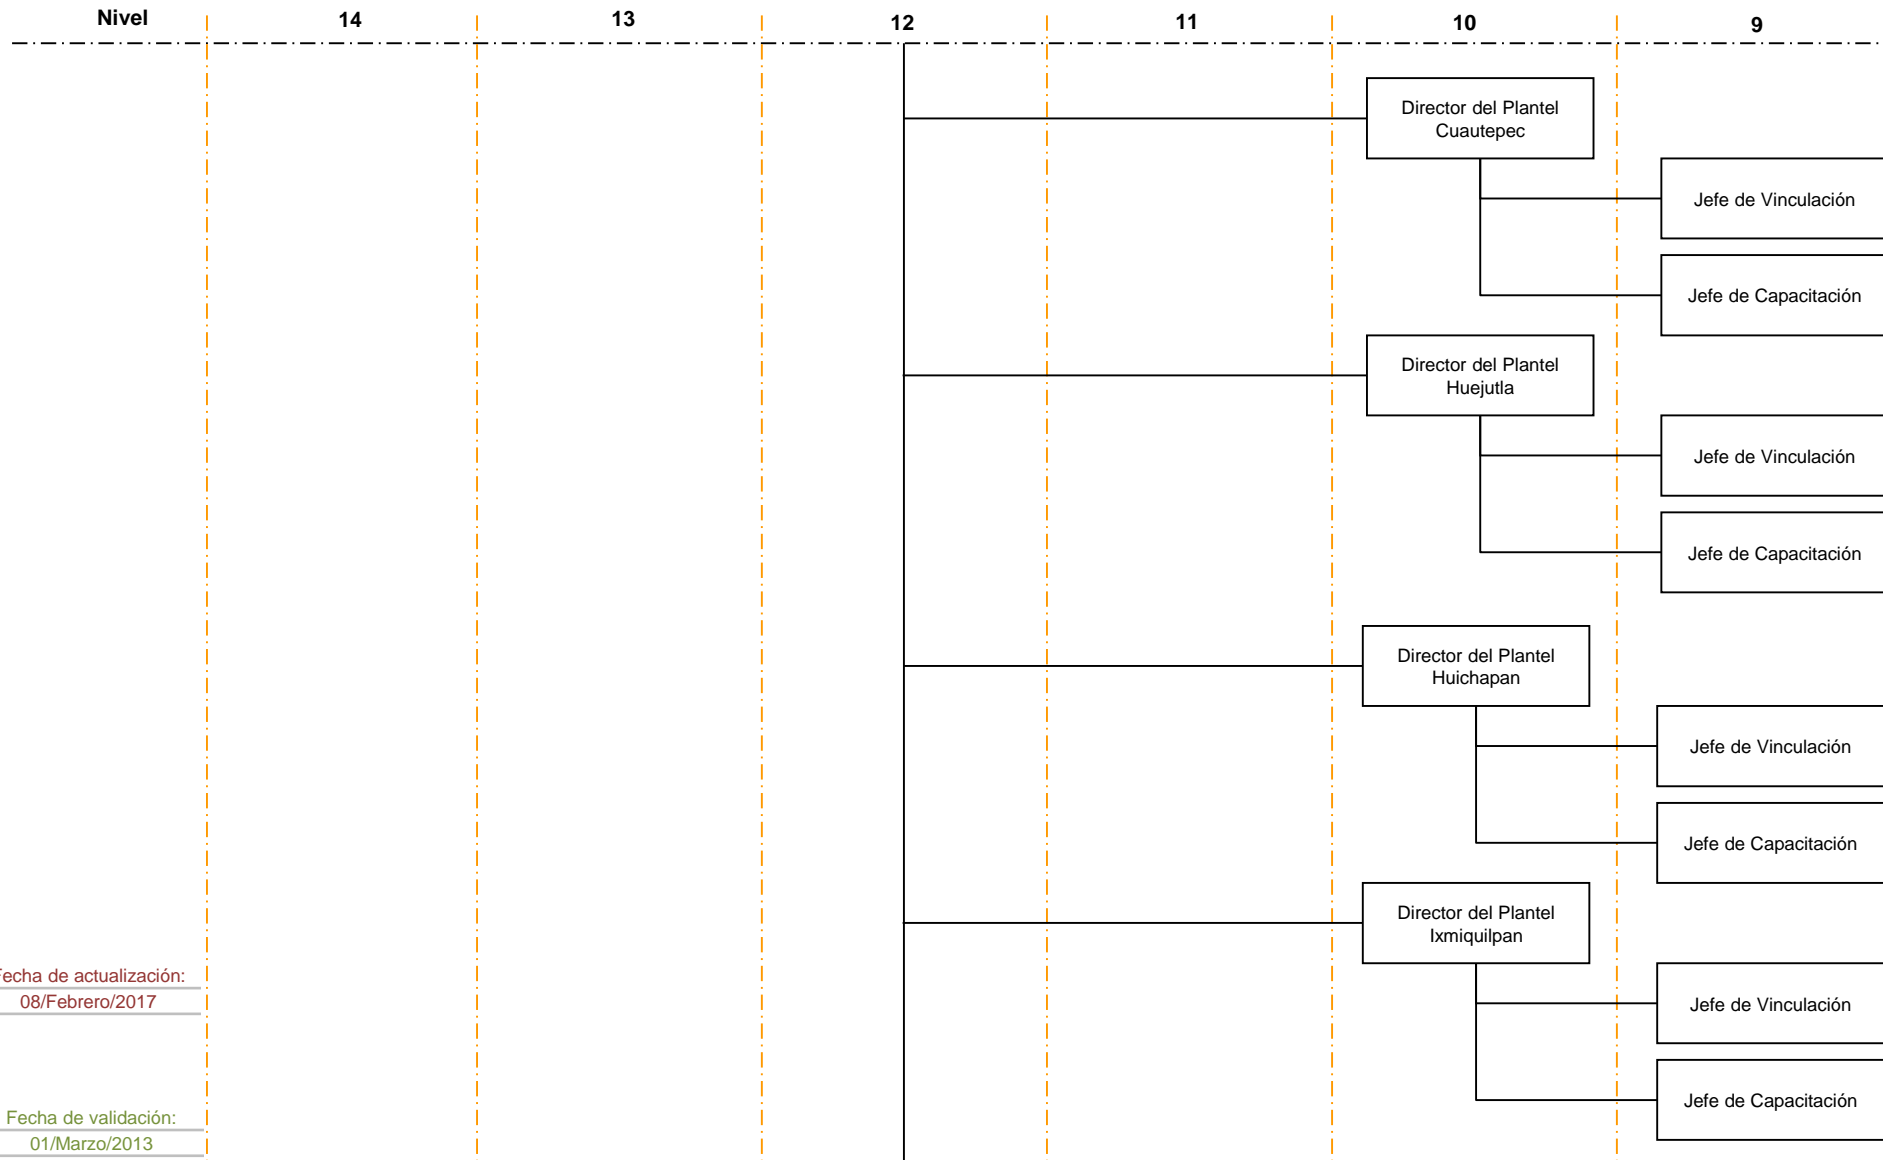 Nivel 14 13 12 11 10 9
Director del Plantel
Cuautepec
Jefe de Vinculación
Jefe de Capacitación
Director del Plantel
Huejutla
Jefe de Vinculación
Jefe de Capacitación
Director del Plantel
Huichapan
Jefe de Vinculación
Jefe de Capacitación
Director del Plantel
Ixmiquilpan
Jefe de Vinculación
Jefe de Capacitación
Fecha de actualización:
08/Febrero/2017
Fecha de validación:
01/Marzo/2013